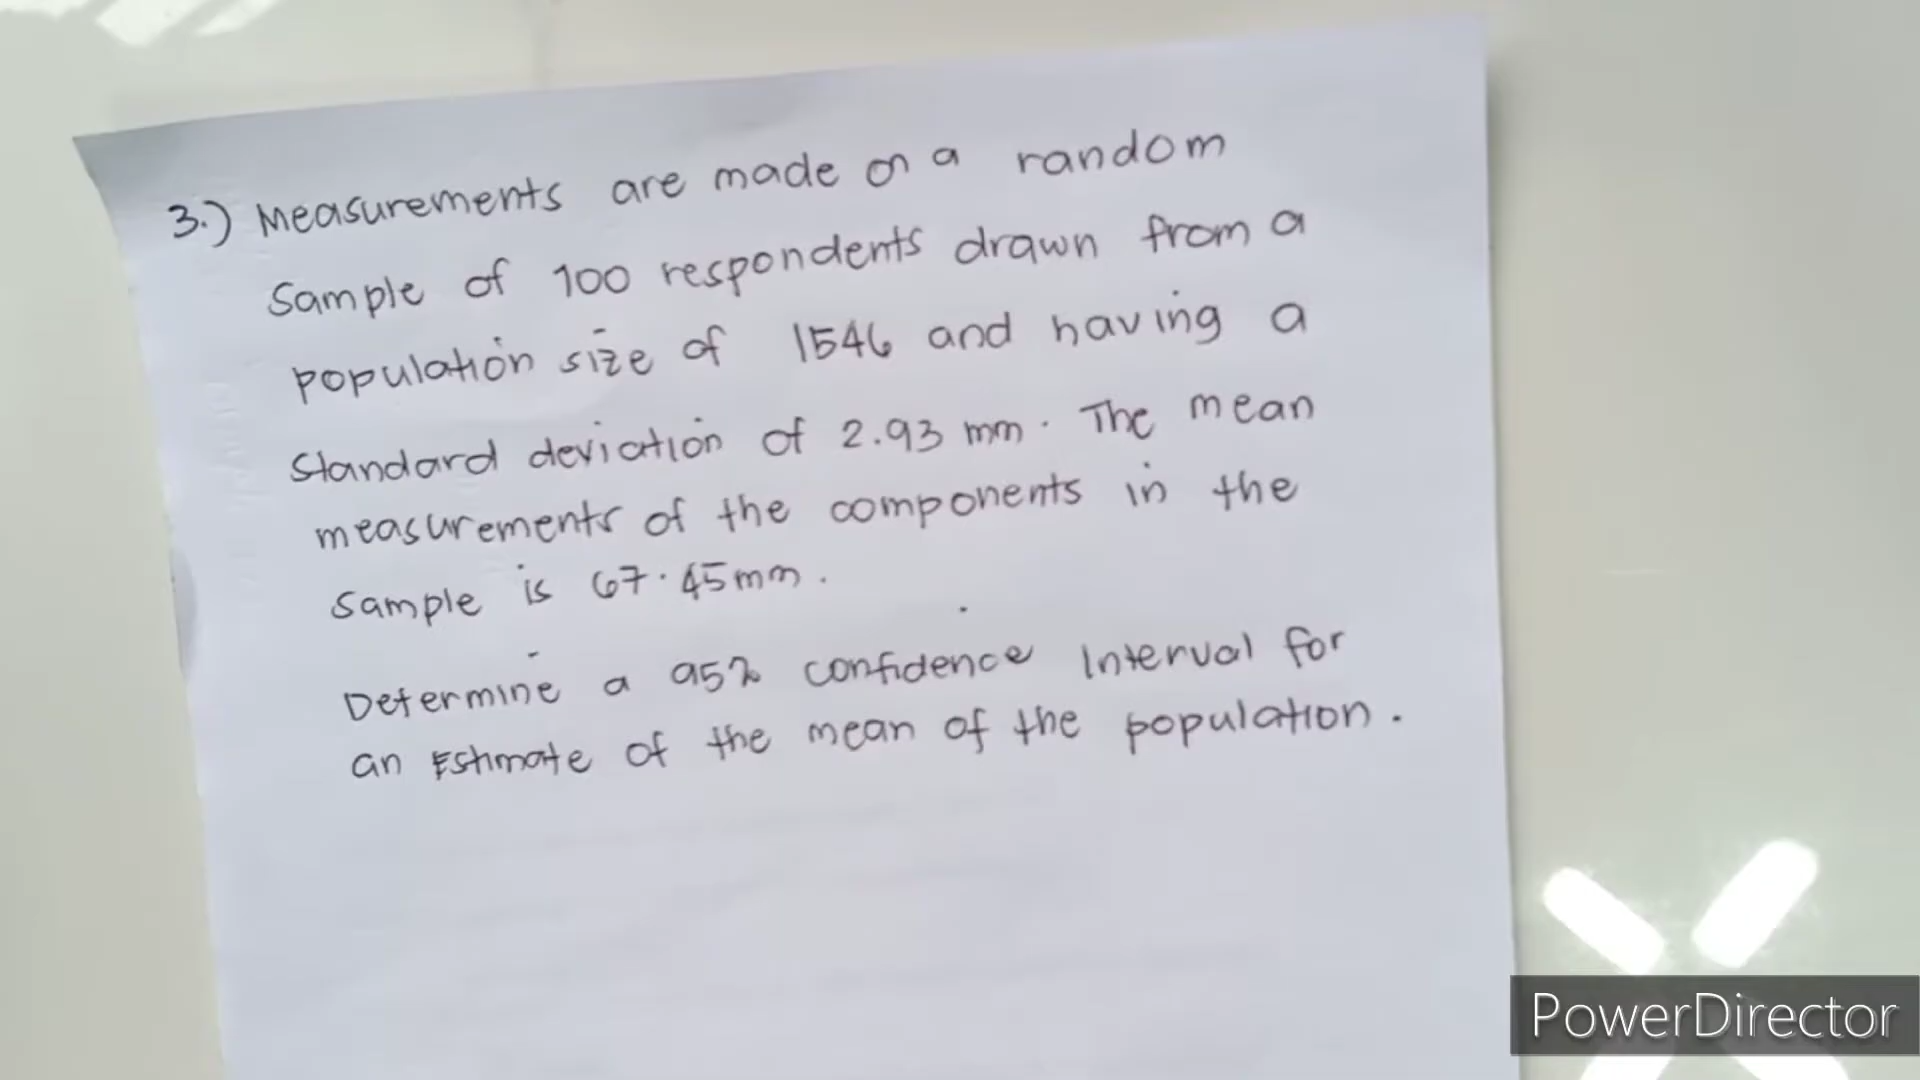 3.) Measurements are made on a random
Sample of 100 respondents drawn from a
population size of 1546 and having a
Standard deviation of 2.93 mm. The mean
measurements of the components in the
sample is 67.45mm.
Determine a 95% confidence Interval for
an Estimate of the mean of the population.
PowerDirector